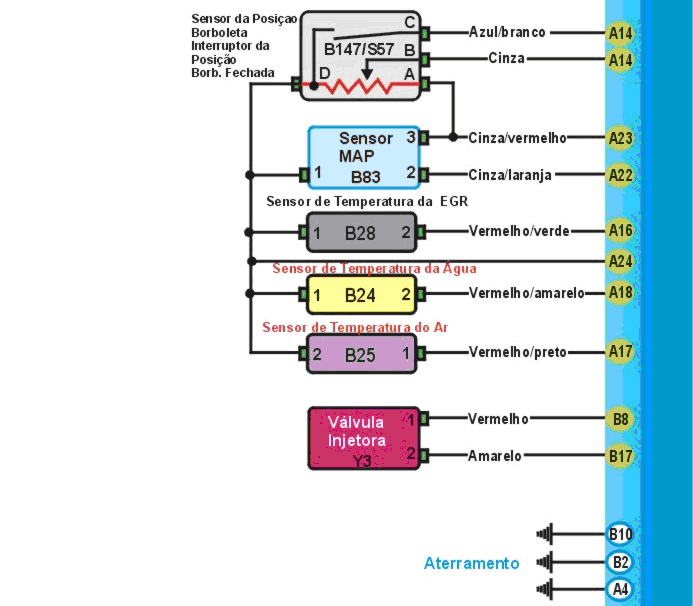 Sensor da Posiçao
Borboleta
Interruptor da
Posição
Borb. Fechada
C
B147/S57
B
D
A
Azul/branco
A14
Cinza
A14
Sensor
MAP
B83
3
1
2
Cinza/vermelho
A23
Cinza/laranja
A22
Sensor de Temperatura da EGR
1 B28 2
Vermelho/verde
A16
A24
Sensor de Temperatura da Água
1 B24 2
Vermelho/amarelo
A18
Sensor de Temperatura do Ar
2 B25 1
Vermelho/preto
A17
Válvula
Injetora
Y3
1
2
Vermelho
B8
Amarelo
B17
B10
Aterramento
B2
A4